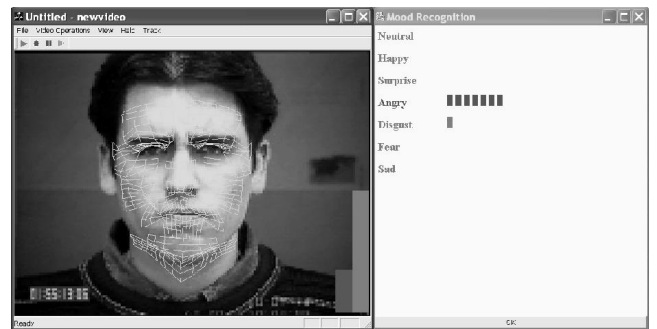 Untitled - newvideo
File Video Operations View Help Track
01:55:13:05
Ready
Mood Recognition
Neutral
Happy
Surprise
Angry
Disgust
Fear
Sad
OK